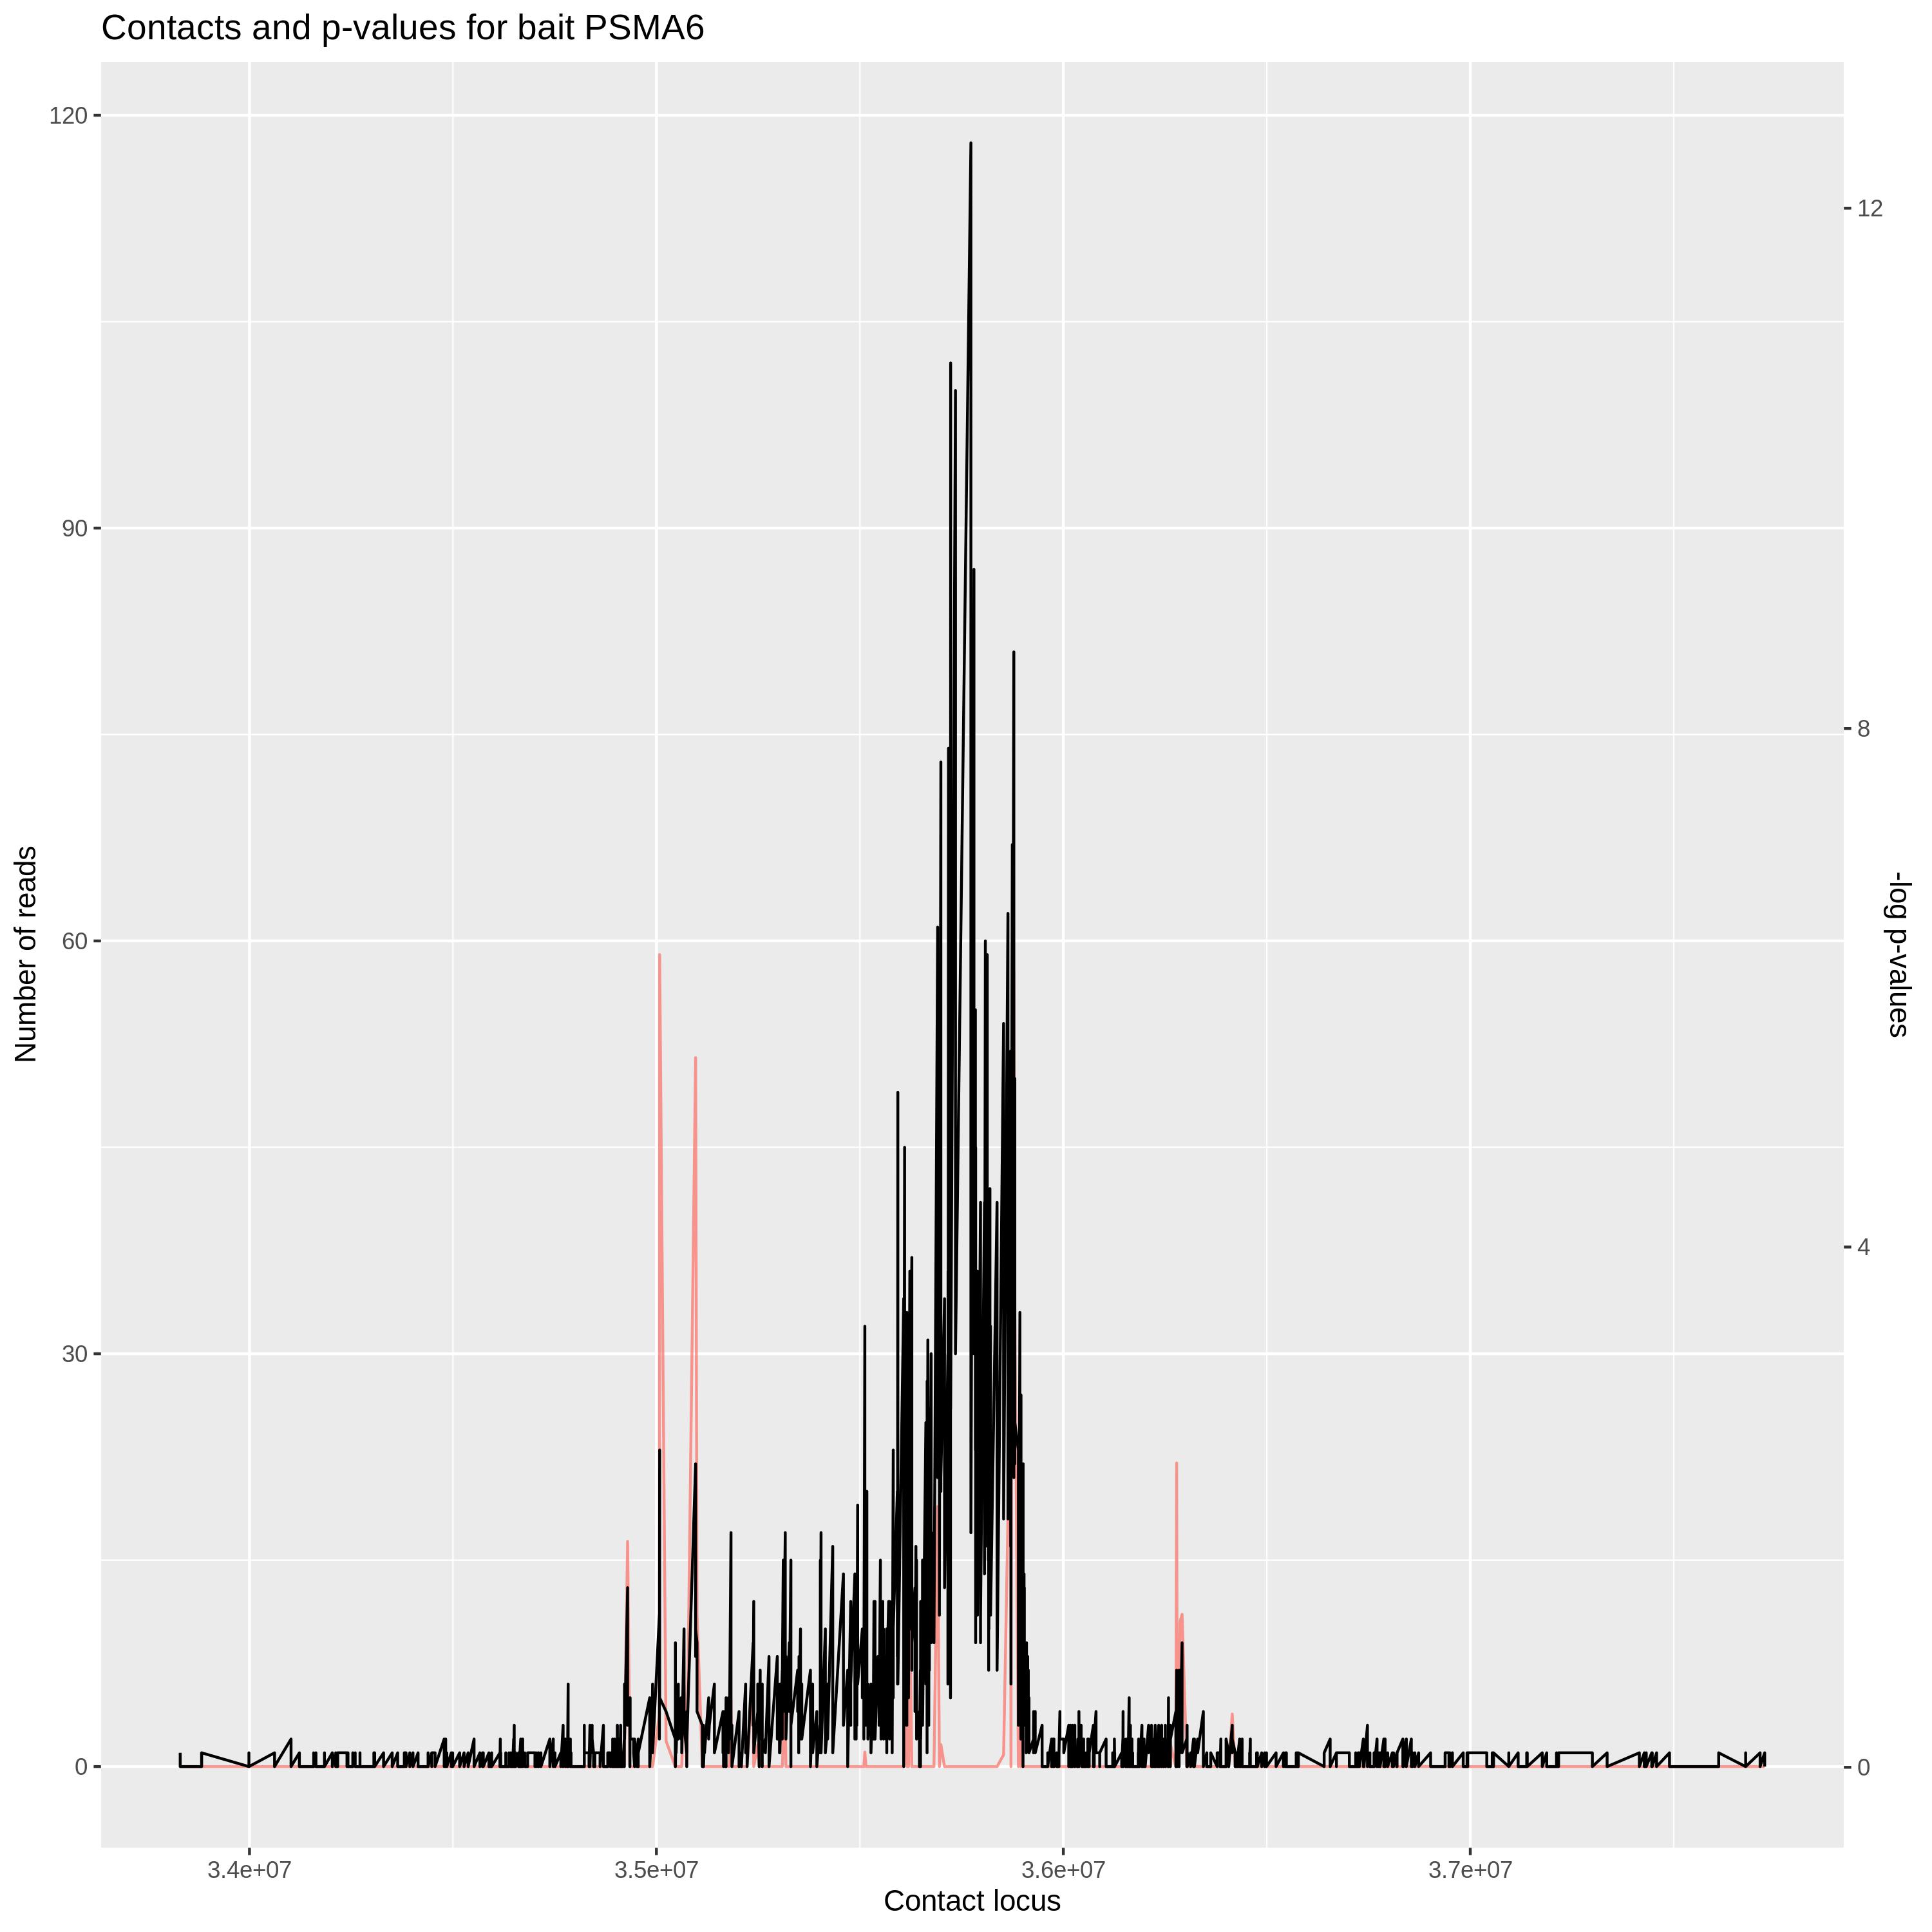 Contacts and p-values for bait PSMA6
120
90
60
30
0
12
8
4
0
Number of reads
-log p-values
3.4e+07
3.5e+07
3.6e+07
3.7e+07
Contact locus